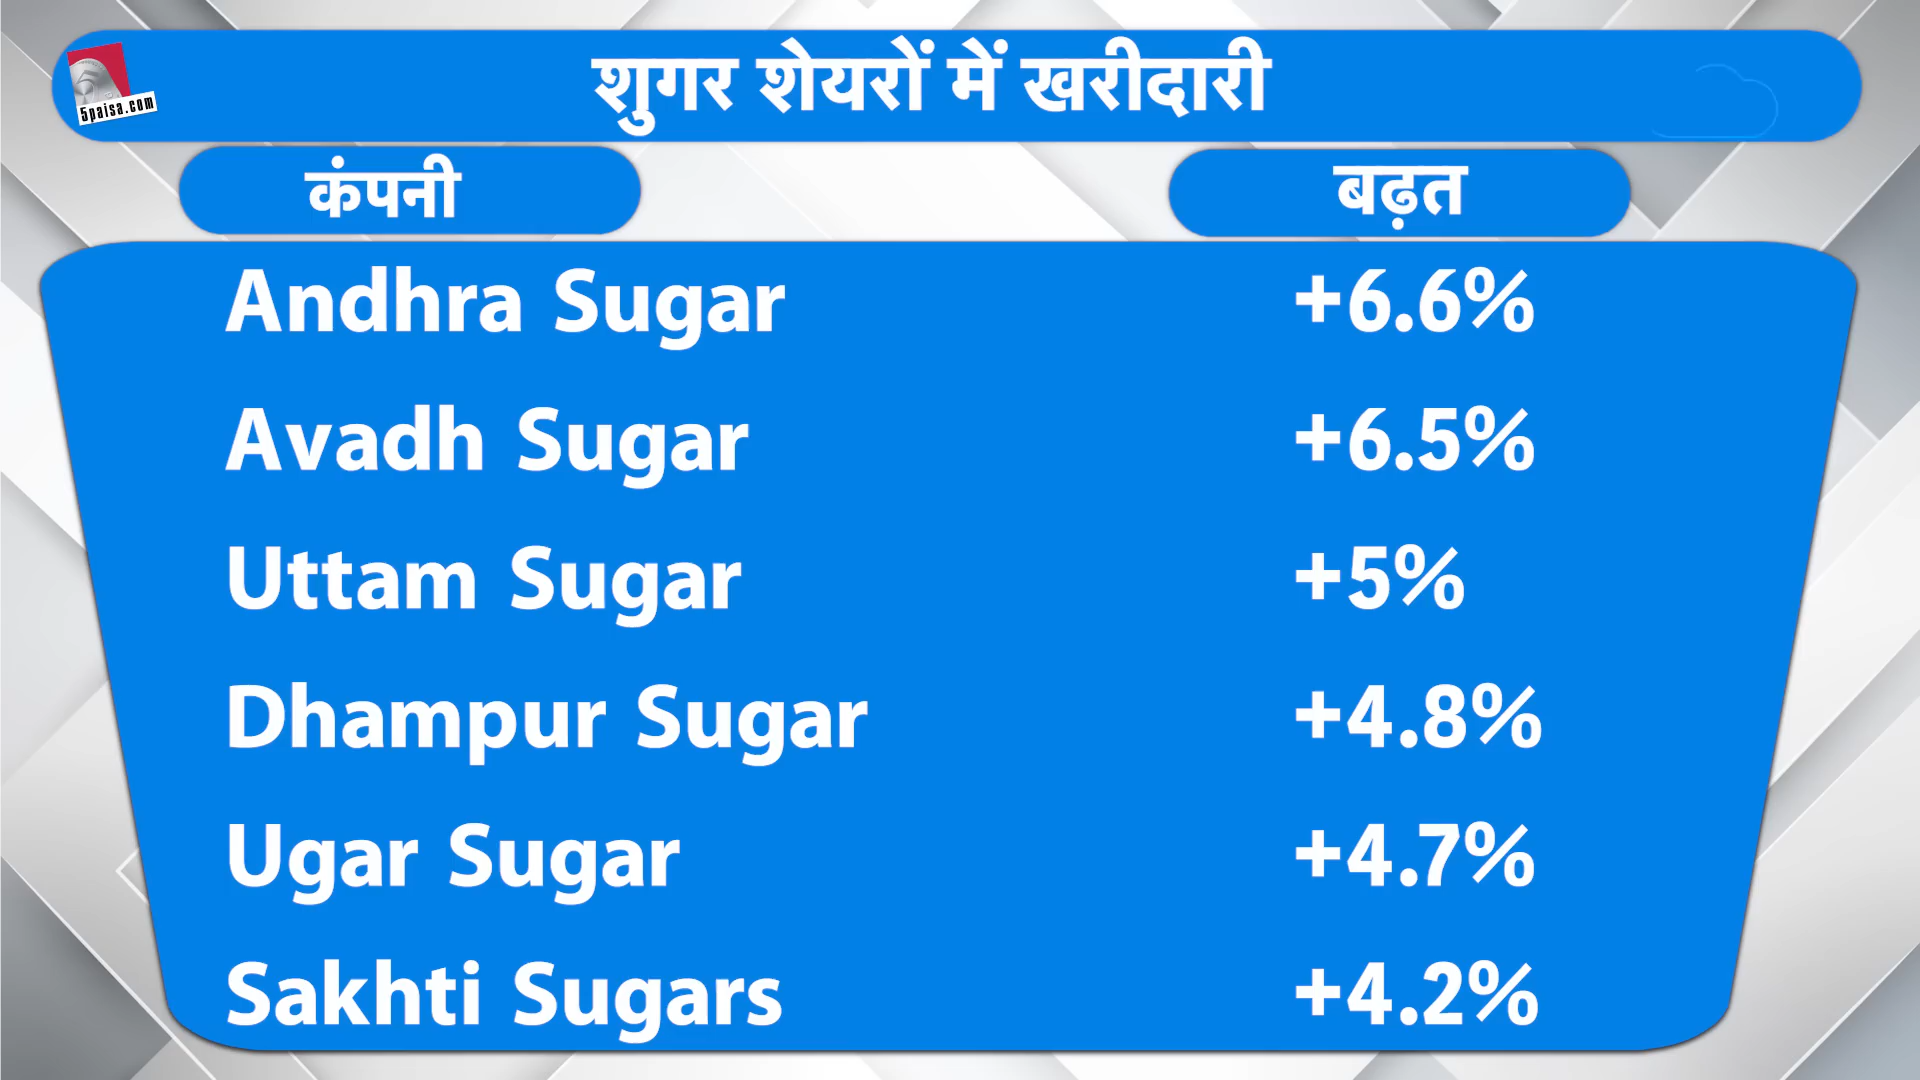 5paisa.com
शुगर शेयरों में खरीदारी
कंपनी बढ़त
Andhra Sugar +6.6%
Avadh Sugar +6.5%
Uttam Sugar +5%
Dhampur Sugar +4.8%
Ugar Sugar +4.7%
Sakhti Sugars +4.2%